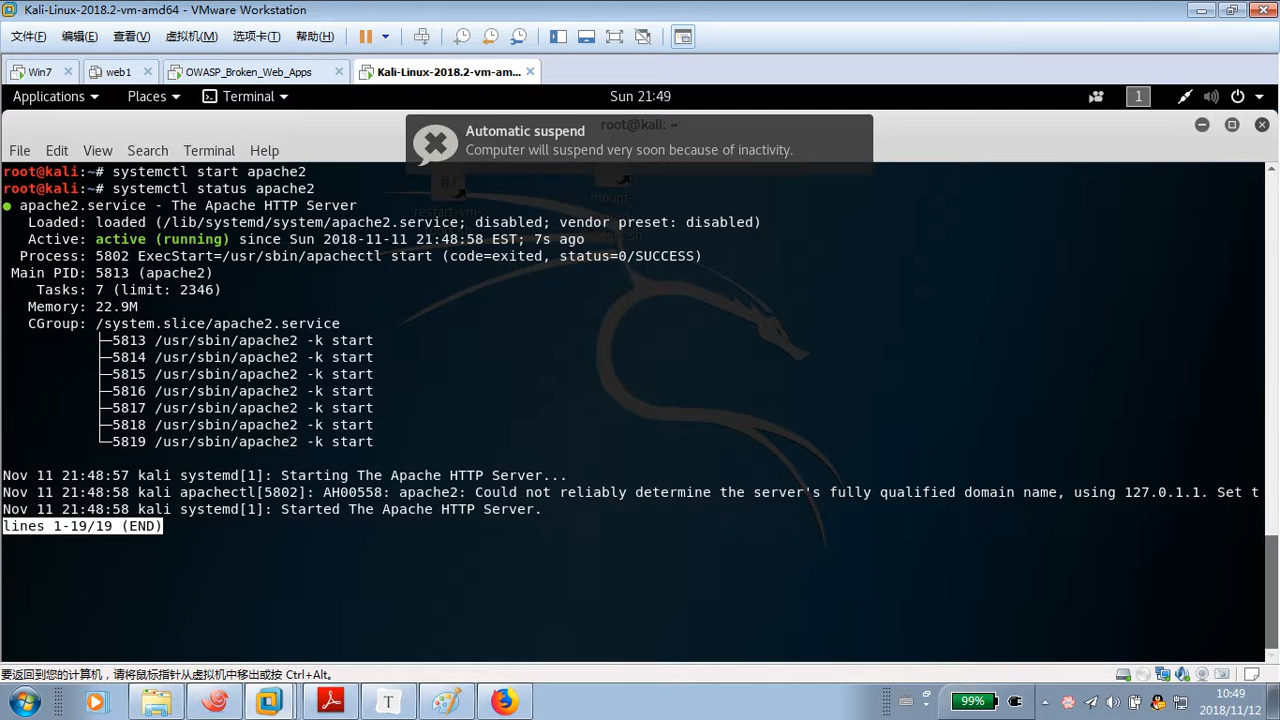 Kali-Linux-2018.2-vm-amd64 - VMware Workstation
文件(F) 编辑(E) 查看(V) 虚拟机(M) 选项卡(T) 帮助(H)
Win7 web1 OWASP_Broken_Web_Apps Kali-Linux-2018.2-vm-am...
Applications Places Terminal Sun 21:49 1
root@kali: ~
Automatic suspend
Computer will suspend very soon because of inactivity.
File Edit View Search Terminal Help
root@kali:~# systemctl start apache2
root@kali:~# systemctl status apache2
● apache2.service - The Apache HTTP Server
Loaded: loaded (/lib/systemd/system/apache2.service; disabled; vendor preset: disabled)
Active: active (running) since Sun 2018-11-11 21:48:58 EST; 7s ago
Process: 5802 ExecStart=/usr/sbin/apachectl start (code=exited, status=0/SUCCESS)
Main PID: 5813 (apache2)
Tasks: 7 (limit: 2346)
Memory: 22.9M
CGroup: /system.slice/apache2.service
├─5813 /usr/sbin/apache2 -k start
├─5814 /usr/sbin/apache2 -k start
├─5815 /usr/sbin/apache2 -k start
├─5816 /usr/sbin/apache2 -k start
├─5817 /usr/sbin/apache2 -k start
├─5818 /usr/sbin/apache2 -k start
└─5819 /usr/sbin/apache2 -k start
Nov 11 21:48:57 kali systemd[1]: Starting The Apache HTTP Server...
Nov 11 21:48:58 kali apachectl[5802]: AH00558: apache2: Could not reliably determine the server's fully qualified domain name, using 127.0.1.1. Set t
Nov 11 21:48:58 kali systemd[1]: Started The Apache HTTP Server.
lines 1-19/19 (END)
要返回到您的计算机，请将鼠标指针从虚拟机中移出或按 Ctrl+Alt。
99%
10:49
2018/11/12